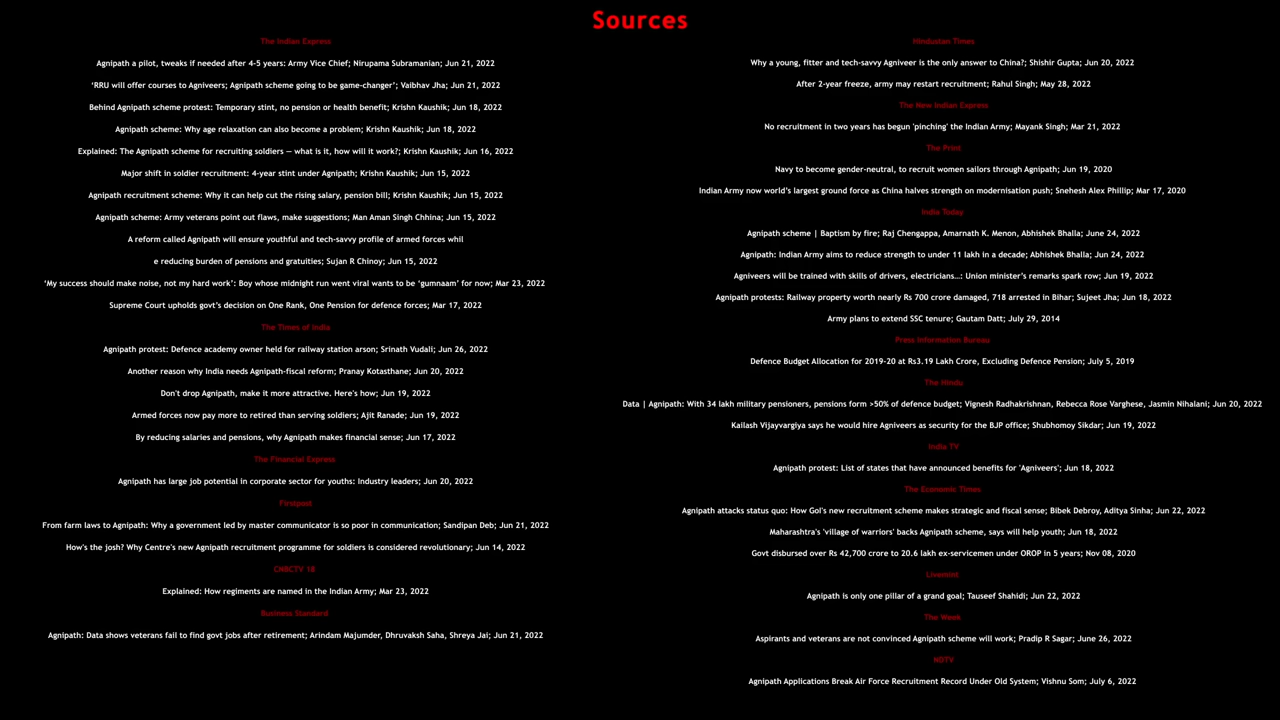 Sources
The Indian Express
Agnipath a pilot, tweaks if needed after 4-5 years: Army Vice Chief; Nirupama Subramanian; Jun 21, 2022
‘RRU will offer courses to Agniveers; Agnipath scheme going to be game-changer’; Vaibhav Jha; Jun 21, 2022
Behind Agnipath scheme protest: Temporary stint, no pension or health benefit; Krishn Kaushik; Jun 18, 2022
Agnipath scheme: Why age relaxation can also become a problem; Krishn Kaushik; Jun 18, 2022
Explained: The Agnipath scheme for recruiting soldiers — what is it, how will it work?; Krishn Kaushik; Jun 16, 2022
Major shift in soldier recruitment: 4-year stint under Agnipath; Krishn Kaushik; Jun 15, 2022
Agnipath recruitment scheme: Why it can help cut the rising salary, pension bill; Krishn Kaushik; Jun 15, 2022
Agnipath scheme: Army veterans point out flaws, make suggestions; Man Aman Singh Chhina; Jun 15, 2022
A reform called Agnipath will ensure youthful and tech-savvy profile of armed forces whil
e reducing burden of pensions and gratuities; Sujan R Chinoy; Jun 15, 2022
‘My success should make noise, not my hard work’: Boy whose midnight run went viral wants to be ‘gumnaam’ for now; Mar 23, 2022
Supreme Court upholds govt’s decision on One Rank, One Pension for defence forces; Mar 17, 2022
The Times of India
Agnipath protest: Defence academy owner held for railway station arson; Srinath Vudali; Jun 26, 2022
Another reason why India needs Agnipath-fiscal reform; Pranay Kotasthane; Jun 20, 2022
Don't drop Agnipath, make it more attractive. Here's how; Jun 19, 2022
Armed forces now pay more to retired than serving soldiers; Ajit Ranade; Jun 19, 2022
By reducing salaries and pensions, why Agnipath makes financial sense; Jun 17, 2022
The Financial Express
Agnipath has large job potential in corporate sector for youths: Industry leaders; Jun 20, 2022
Firstpost
From farm laws to Agnipath: Why a government led by master communicator is so poor in communication; Sandipan Deb; Jun 21, 2022
How's the josh? Why Centre's new Agnipath recruitment programme for soldiers is considered revolutionary; Jun 14, 2022
CNBCTV 18
Explained: How regiments are named in the Indian Army; Mar 23, 2022
Business Standard
Agnipath: Data shows veterans fail to find govt jobs after retirement; Arindam Majumder, Dhruvaksh Saha, Shreya Jai; Jun 21, 2022
Hindustan Times
Why a young, fitter and tech-savvy Agniveer is the only answer to China?; Shishir Gupta; Jun 20, 2022
After 2-year freeze, army may restart recruitment; Rahul Singh; May 28, 2022
The New Indian Express
No recruitment in two years has begun 'pinching' the Indian Army; Mayank Singh; Mar 21, 2022
The Print
Navy to become gender-neutral, to recruit women sailors through Agnipath; Jun 19, 2020
Indian Army now world’s largest ground force as China halves strength on modernisation push; Snehesh Alex Phillip; Mar 17, 2020
India Today
Agnipath scheme | Baptism by fire; Raj Chengappa, Amarnath K. Menon, Abhishek Bhalla; June 24, 2022
Agnipath: Indian Army aims to reduce strength to under 11 lakh in a decade; Abhishek Bhalla; Jun 24, 2022
Agniveers will be trained with skills of drivers, electricians…: Union minister’s remarks spark row; Jun 19, 2022
Agnipath protests: Railway property worth nearly Rs 700 crore damaged, 718 arrested in Bihar; Sujeet Jha; Jun 18, 2022
Army plans to extend SSC tenure; Gautam Datt; July 29, 2014
Press Information Bureau
Defence Budget Allocation for 2019-20 at Rs3.19 Lakh Crore, Excluding Defence Pension; July 5, 2019
The Hindu
Data | Agnipath: With 34 lakh military pensioners, pensions form >50% of defence budget; Vignesh Radhakrishnan, Rebecca Rose Varghese, Jasmin Nihalani; Jun 20, 2022
Kailash Vijayvargiya says he would hire Agniveers as security for the BJP office; Shubhomoy Sikdar; Jun 19, 2022
India TV
Agnipath protest: List of states that have announced benefits for 'Agniveers'; Jun 18, 2022
The Economic Times
Agnipath attacks status quo: How GoI's new recruitment scheme makes strategic and fiscal sense; Bibek Debroy, Aditya Sinha; Jun 22, 2022
Maharashtra's 'village of warriors' backs Agnipath scheme, says will help youth; Jun 18, 2022
Govt disbursed over Rs 42,700 crore to 20.6 lakh ex-servicemen under OROP in 5 years; Nov 08, 2020
Livemint
Agnipath is only one pillar of a grand goal; Tauseef Shahidi; Jun 22, 2022
The Week
Aspirants and veterans are not convinced Agnipath scheme will work; Pradip R Sagar; June 26, 2022
NDTV
Agnipath Applications Break Air Force Recruitment Record Under Old System; Vishnu Som; July 6, 2022